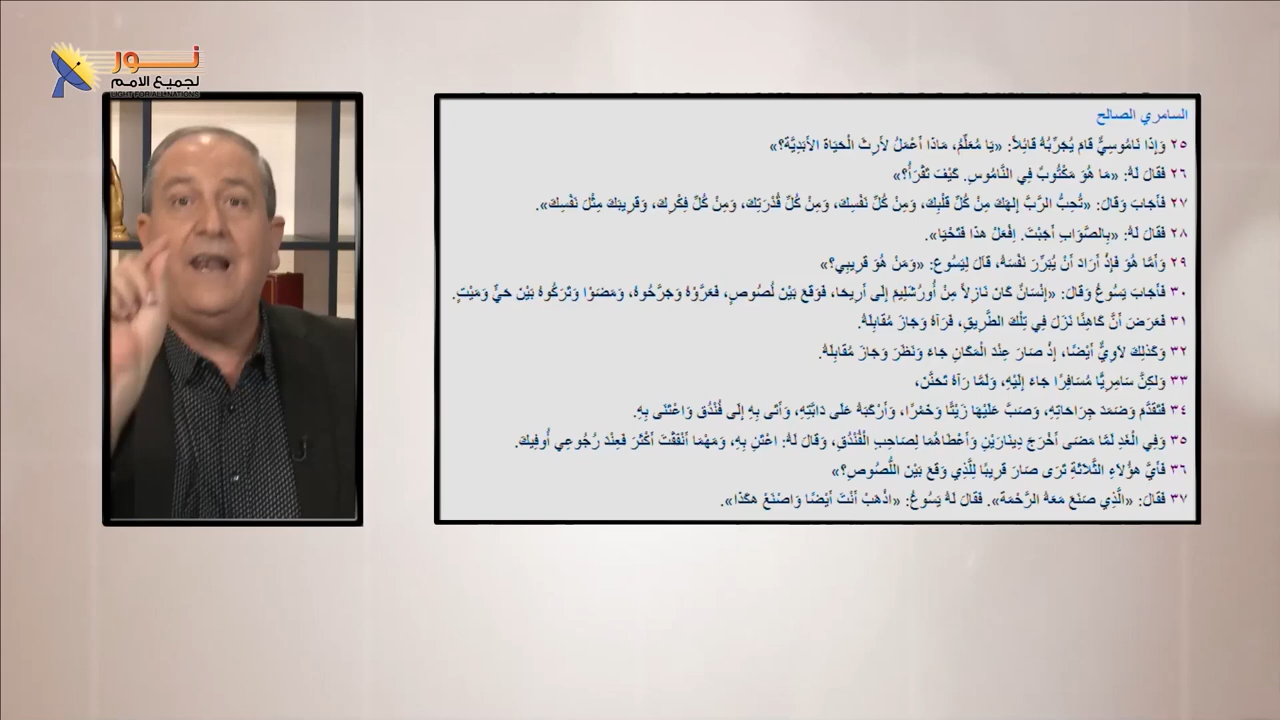 نـــور
لجميع الامم
LIGHT FOR ALL NATIONS
السامري الصالح
٢٥ وَإِذَا نَامُوسِيٌّ قَامَ يُجَرِّبُهُ قَائِلاً: «يَا مُعَلِّمُ، مَاذَا أَعْمَلُ لأَرِثَ الْحَيَاةَ الأَبَدِيَّةَ؟»
٢٦ فَقَالَ لَهُ: «مَا هُوَ مَكْتُوبٌ فِي النَّامُوسِ. كَيْفَ تَقْرَأُ؟»
٢٧ فَأَجَابَ وَقَالَ: «تُحِبُّ الرَّبَّ إِلهَكَ مِنْ كُلِّ قَلْبِكَ، وَمِنْ كُلِّ نَفْسِكَ، وَمِنْ كُلِّ قُدْرَتِكَ، وَمِنْ كُلِّ فِكْرِكَ، وَقَرِيبَكَ مِثْلَ نَفْسِكَ».
٢٨ فَقَالَ لَهُ: «بِالصَّوَابِ أَجَبْتَ. اِفْعَلْ هذَا فَتَحْيَا».
٢٩ وَأَمَّا هُوَ فَإِذْ أَرَادَ أَنْ يُبَرِّرَ نَفْسَهُ، قَالَ لِيَسُوعَ: «وَمَنْ هُوَ قَرِيبِي؟»
٣٠ فَأَجَابَ يَسُوعُ وَقَالَ: «إِنْسَانٌ كَانَ نَازِلاً مِنْ أُورُشَلِيمَ إِلَى أَرِيحَا، فَوَقَعَ بَيْنَ لُصُوصٍ، فَعَرَّوْهُ وَجَرَّحُوهُ، وَمَضَوْا وَتَرَكُوهُ بَيْنَ حَيٍّ وَمَيْتٍ.
٣١ فَعَرَضَ أَنَّ كَاهِنًا نَزَلَ فِي تِلْكَ الطَّرِيقِ، فَرَآهُ وَجَازَ مُقَابِلَهُ.
٣٢ وَكَذلِكَ لاَوِيٌّ أَيْضًا، إِذْ صَارَ عِنْدَ الْمَكَانِ جَاءَ وَنَظَرَ وَجَازَ مُقَابِلَهُ.
٣٣ وَلكِنَّ سَامِرِيًّا مُسَافِرًا جَاءَ إِلَيْهِ، وَلَمَّا رَآهُ تَحَنَّنَ،
٣٤ فَتَقَدَّمَ وَضَمَدَ جِرَاحَاتِهِ، وَصَبَّ عَلَيْهَا زَيْتًا وَخَمْرًا، وَأَرْكَبَهُ عَلَى دَابَّتِهِ، وَأَتَى بِهِ إِلَى فُنْدُق وَاعْتَنَى بِهِ.
٣٥ وَفِي الْغَدِ لَمَّا مَضَى أَخْرَجَ دِينَارَيْنِ وَأَعْطَاهُمَا لِصَاحِبِ الْفُنْدُقِ، وَقَالَ لَهُ: اعْتَنِ بِهِ، وَمَهْمَا أَنْفَقْتَ أَكْثَرَ فَعِنْدَ رُجُوعِي أُوفِيكَ.
٣٦ فَأَيَّ هؤُلاَءِ الثَّلاَثَةِ تَرَى صَارَ قَرِيبًا لِلَّذِي وَقَعَ بَيْنَ اللُّصُوصِ؟»
٣٧ فَقَالَ: «الَّذِي صَنَعَ مَعَهُ الرَّحْمَةَ». فَقَالَ لَهُ يَسُوعُ: «اذْهَبْ أَنْتَ أَيْضًا وَاصْنَعْ هكَذَا».